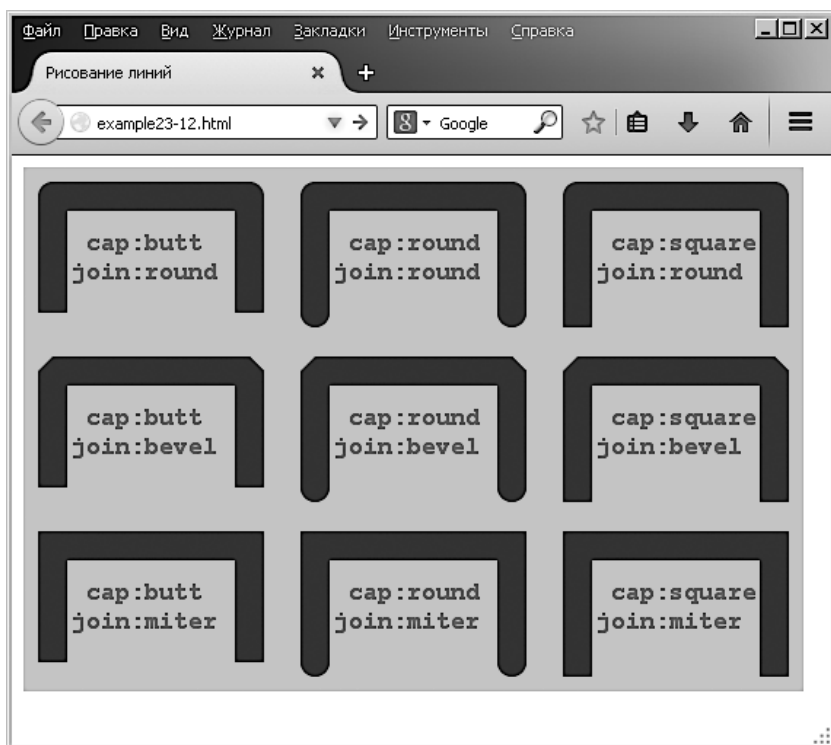 Файл Правка Вид Журнал Закладки Инструменты Справка
Рисование линий
example23-12.html
8 Google
cap:butt
join:round
cap:round
join:round
cap:square
join:round
cap:butt
join:bevel
cap:round
join:bevel
cap:square
join:bevel
cap:butt
join:miter
cap:round
join:miter
cap:square
join:miter